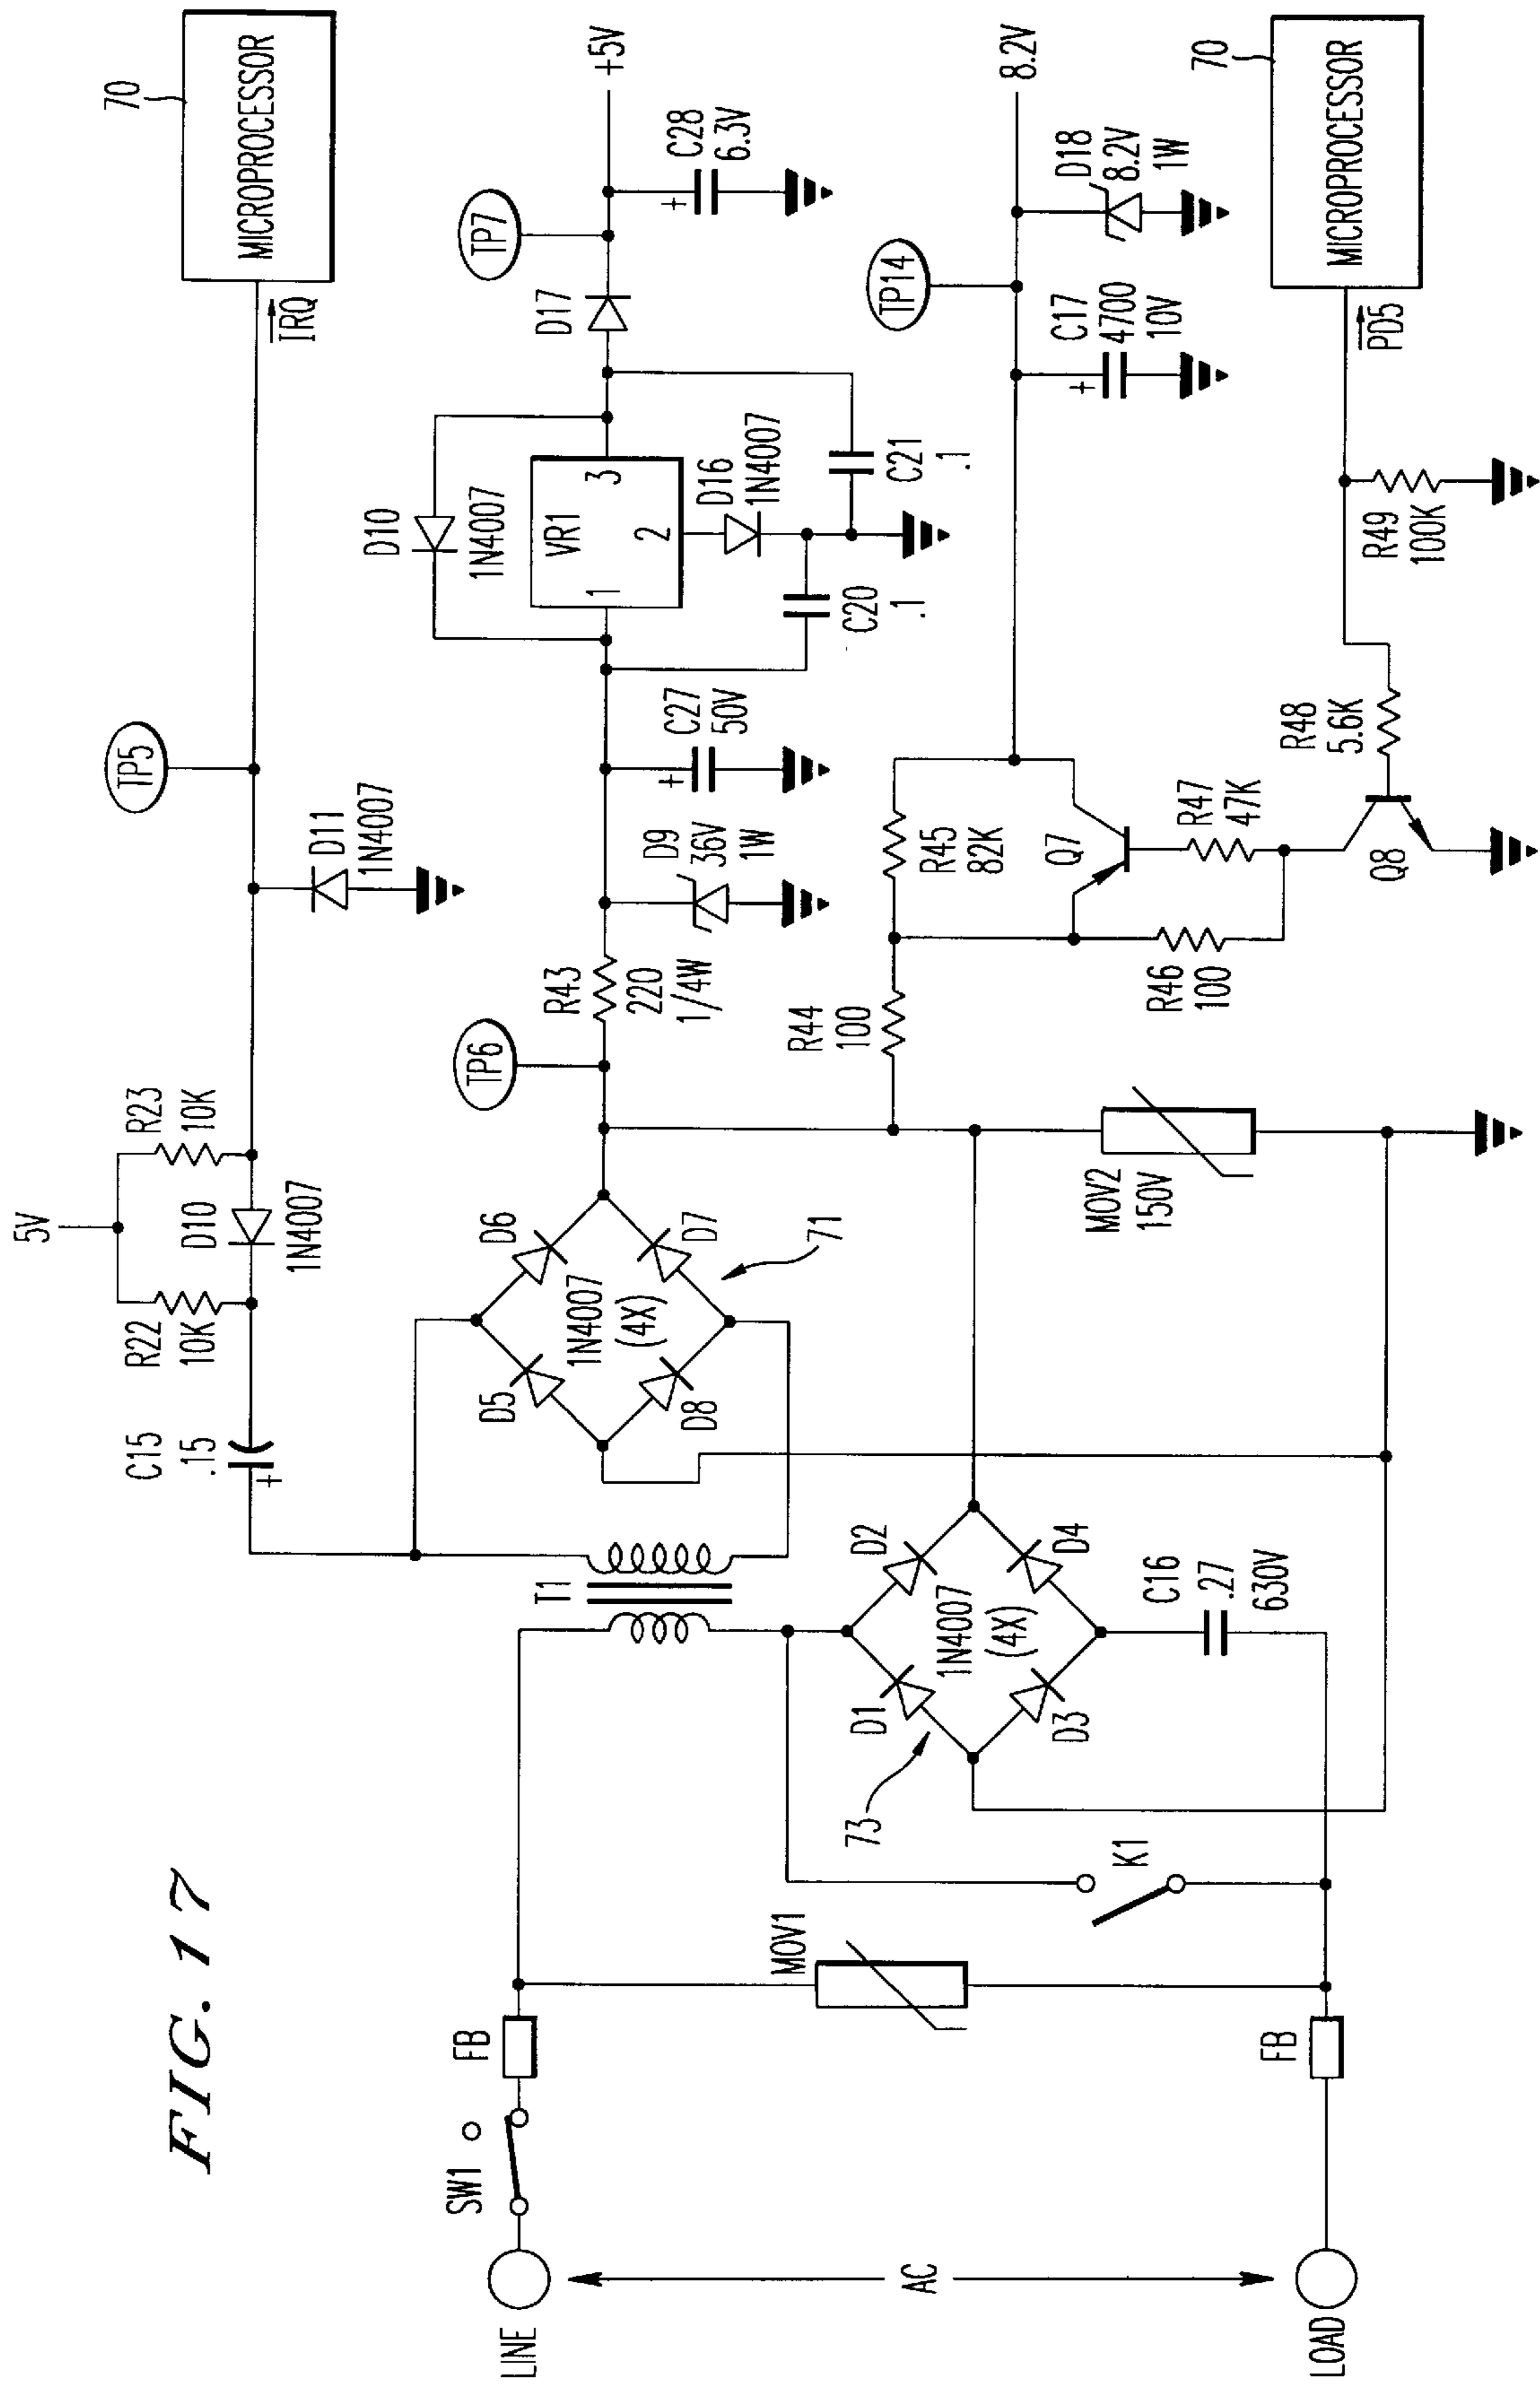 FIG. 17
5V
R22
10K
R23
10K
C15
.15
+
D10
1N4007
D11
1N4007
TP5
IRQ
MICROPROCESSOR
70
LINE
SW1
FB
T1
D5
D6
1N4007
(4X)
D8
D7
71
TP6
R43
220
1/4W
D9
36V
1W
+
C27
50V
D10
1N4007
1
VR1
3
2
D16
1N4007
C20
.1
C21
.1
D17
TP7
+
C28
6.3V
+5V
AC
MOV1
K1
73
D1
D2
1N4007
(4X)
D3
D4
C16
.27
630V
MOV2
150V
R44
100
R45
82K
Q7
R46
100
R47
47K
Q8
R48
5.6K
R49
100K
TP14
+
C17
4700
10V
D18
8.2V
1W
8.2V
PD5
MICROPROCESSOR
70
LOAD
FB